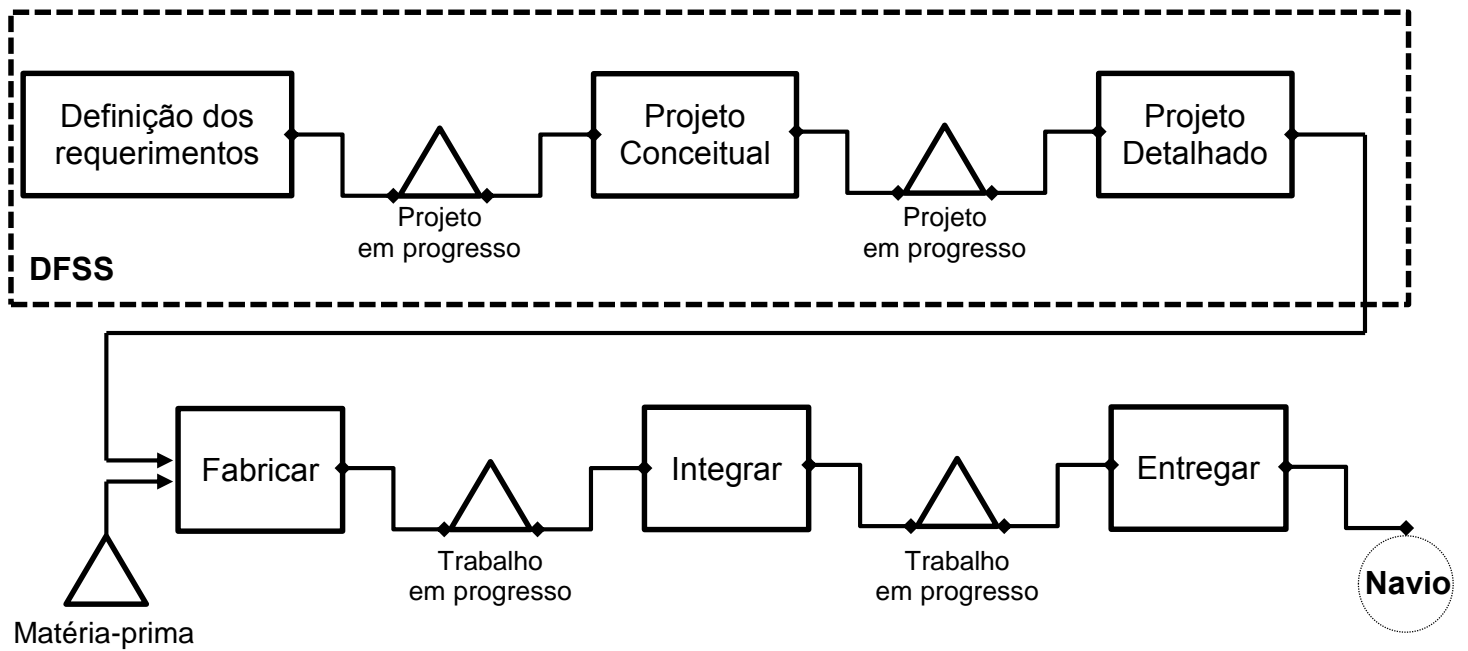 Definição dos
requerimentos
Projeto
em progresso
Projeto
Conceitual
Projeto
em progresso
Projeto
Detalhado
DFSS
Fabricar
Trabalho
em progresso
Integrar
Trabalho
em progresso
Entregar
Navio
Matéria-prima